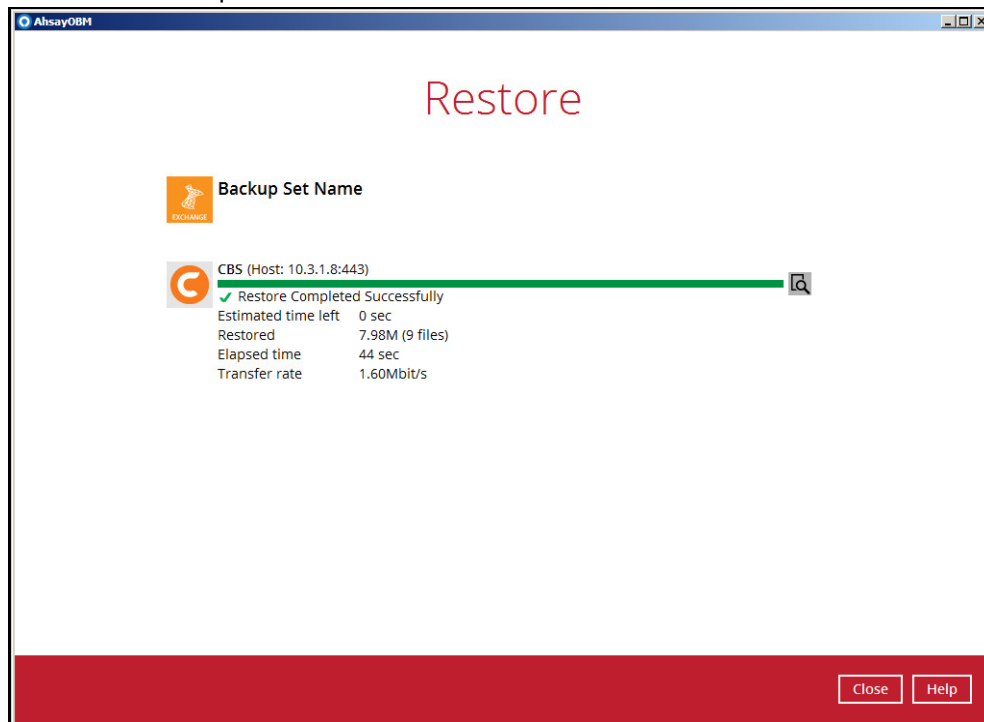 AhsayOBM
Restore
EXCHANGE
Backup Set Name
CBS (Host: 10.3.1.8:443)
Restore Completed Successfully
Estimated time left 0 sec
Restored 7.98M (9 files)
Elapsed time 44 sec
Transfer rate 1.60Mbit/s
Close Help